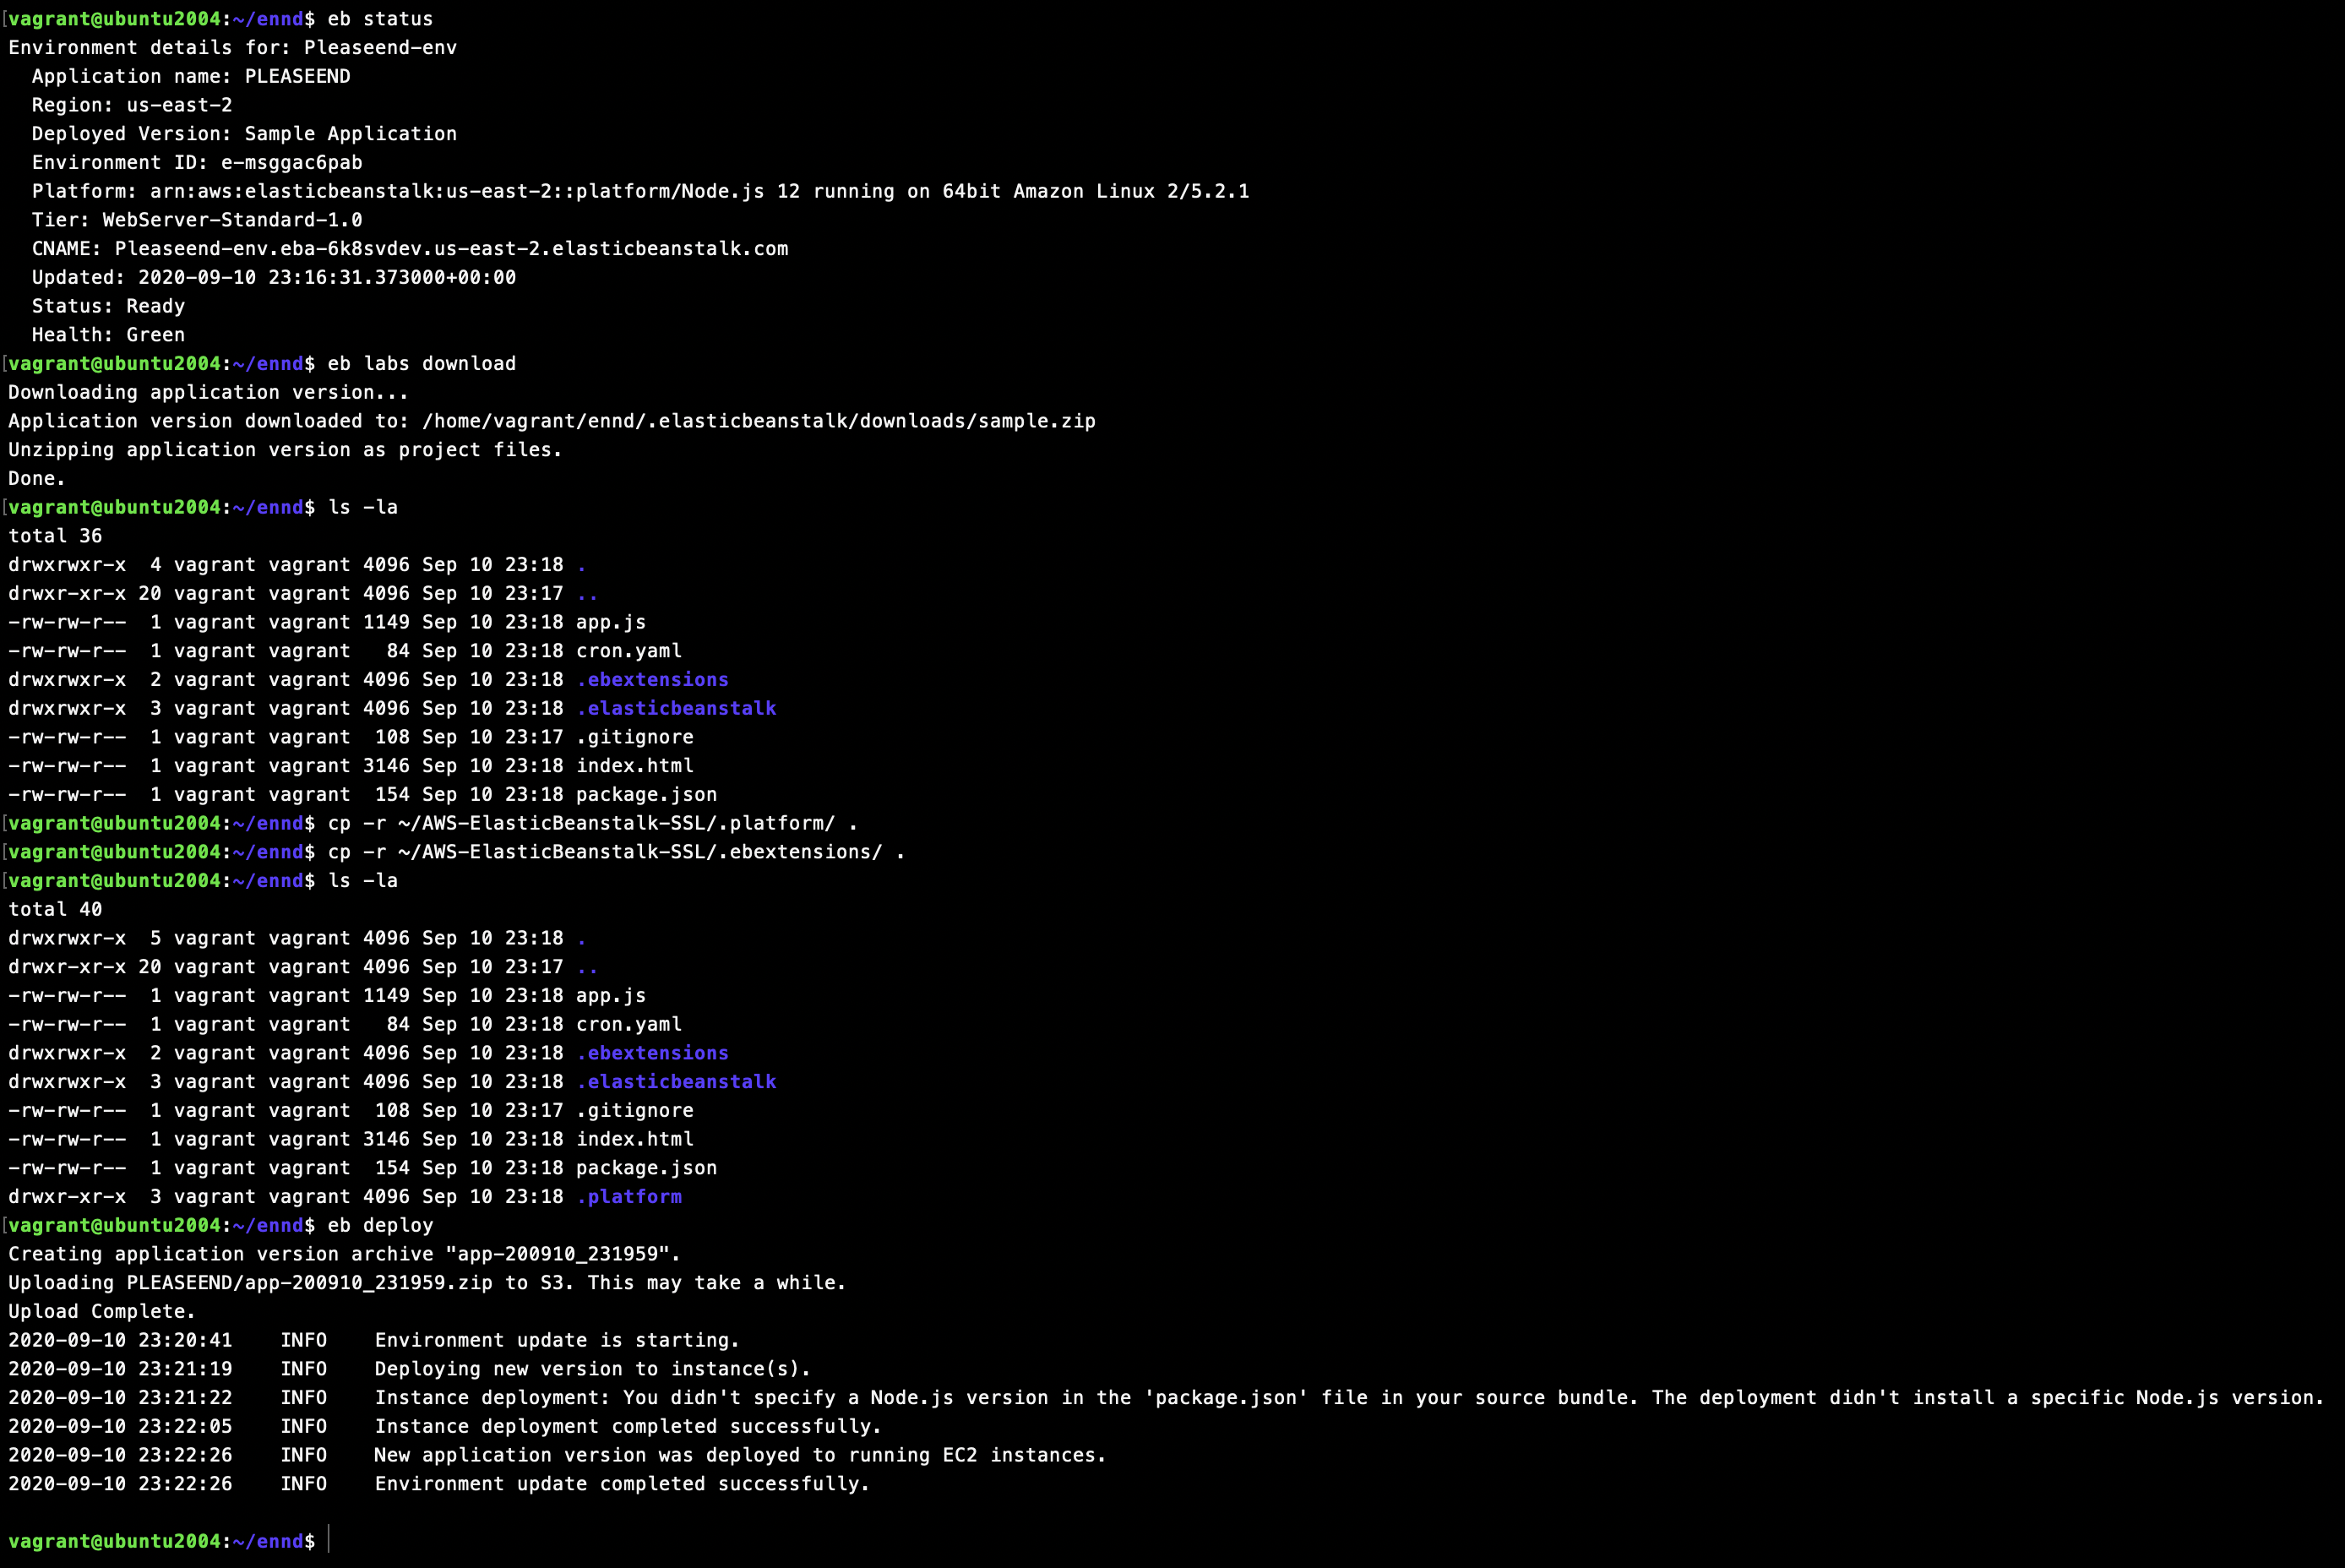 [vagrant@ubuntu2004:~/ennd$ eb status
Environment details for: Pleaseend-env
  Application name: PLEASEEND
  Region: us-east-2
  Deployed Version: Sample Application
  Environment ID: e-msggac6pab
  Platform: arn:aws:elasticbeanstalk:us-east-2::platform/Node.js 12 running on 64bit Amazon Linux 2/5.2.1
  Tier: WebServer-Standard-1.0
  CNAME: Pleaseend-env.eba-6k8svdev.us-east-2.elasticbeanstalk.com
  Updated: 2020-09-10 23:16:31.373000+00:00
  Status: Ready
  Health: Green
[vagrant@ubuntu2004:~/ennd$ eb labs download
Downloading application version...
Application version downloaded to: /home/vagrant/ennd/.elasticbeanstalk/downloads/sample.zip
Unzipping application version as project files.
Done.
[vagrant@ubuntu2004:~/ennd$ ls -la
total 36
drwxrwxr-x  4 vagrant vagrant 4096 Sep 10 23:18 .
drwxr-xr-x 20 vagrant vagrant 4096 Sep 10 23:17 ..
-rw-rw-r--  1 vagrant vagrant 1149 Sep 10 23:18 app.js
-rw-rw-r--  1 vagrant vagrant   84 Sep 10 23:18 cron.yaml
drwxrwxr-x  2 vagrant vagrant 4096 Sep 10 23:18 .ebextensions
drwxrwxr-x  3 vagrant vagrant 4096 Sep 10 23:18 .elasticbeanstalk
-rw-rw-r--  1 vagrant vagrant  108 Sep 10 23:17 .gitignore
-rw-rw-r--  1 vagrant vagrant 3146 Sep 10 23:18 index.html
-rw-rw-r--  1 vagrant vagrant  154 Sep 10 23:18 package.json
[vagrant@ubuntu2004:~/ennd$ cp -r ~/AWS-ElasticBeanstalk-SSL/.platform/ .
[vagrant@ubuntu2004:~/ennd$ cp -r ~/AWS-ElasticBeanstalk-SSL/.ebextensions/ .
[vagrant@ubuntu2004:~/ennd$ ls -la
total 40
drwxrwxr-x  5 vagrant vagrant 4096 Sep 10 23:18 .
drwxr-xr-x 20 vagrant vagrant 4096 Sep 10 23:17 ..
-rw-rw-r--  1 vagrant vagrant 1149 Sep 10 23:18 app.js
-rw-rw-r--  1 vagrant vagrant   84 Sep 10 23:18 cron.yaml
drwxrwxr-x  2 vagrant vagrant 4096 Sep 10 23:18 .ebextensions
drwxrwxr-x  3 vagrant vagrant 4096 Sep 10 23:18 .elasticbeanstalk
-rw-rw-r--  1 vagrant vagrant  108 Sep 10 23:17 .gitignore
-rw-rw-r--  1 vagrant vagrant 3146 Sep 10 23:18 index.html
-rw-rw-r--  1 vagrant vagrant  154 Sep 10 23:18 package.json
drwxr-xr-x  3 vagrant vagrant 4096 Sep 10 23:18 .platform
[vagrant@ubuntu2004:~/ennd$ eb deploy
Creating application version archive "app-200910_231959".
Uploading PLEASEEND/app-200910_231959.zip to S3. This may take a while.
Upload Complete.
2020-09-10 23:20:41    INFO    Environment update is starting.
2020-09-10 23:21:19    INFO    Deploying new version to instance(s).
2020-09-10 23:21:22    INFO    Instance deployment: You didn't specify a Node.js version in the 'package.json' file in your source bundle. The deployment didn't install a specific Node.js version.
2020-09-10 23:22:05    INFO    Instance deployment completed successfully.
2020-09-10 23:22:26    INFO    New application version was deployed to running EC2 instances.
2020-09-10 23:22:26    INFO    Environment update completed successfully.
vagrant@ubuntu2004:~/ennd$